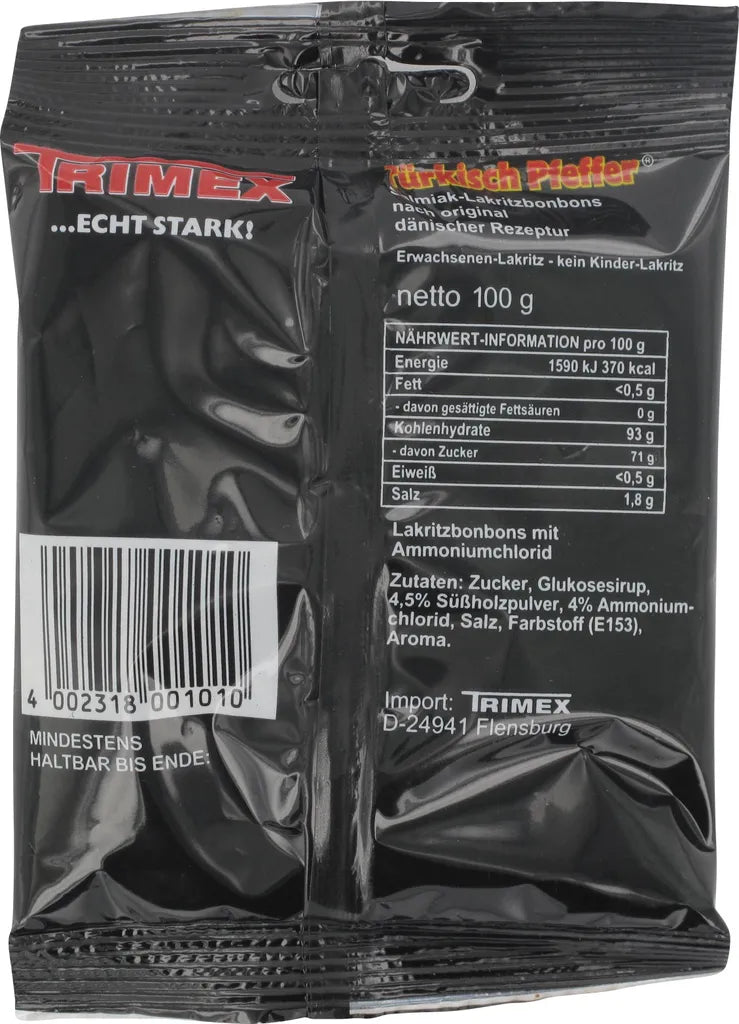 TRIMEX
...ECHT STARK!
4 002318 001010
MINDESTENS
HALTBAR BIS ENDE:
Türkisch Pfeffer®
lmiak-Lakritzbonbons
nach original
dänischer Rezeptur
Erwachsenen-Lakritz - kein Kinder-Lakritz
netto 100 g
NÄHRWERT-INFORMATION pro 100 g
Energie 1590 kJ 370 kcal
Fett <0,5 g
- davon gesättigte Fettsäuren 0 g
Kohlenhydrate 93 g
- davon Zucker 71 g
Eiweiß <0,5 g
Salz 1,8 g
Lakritzbonbons mit
Ammoniumchlorid
Zutaten: Zucker, Glukosesirup,
4,5% Süßholzpulver, 4% Ammonium-
chlorid, Salz, Farbstoff (E153),
Aroma.
Import: TRIMEX
D-24941 Flensburg